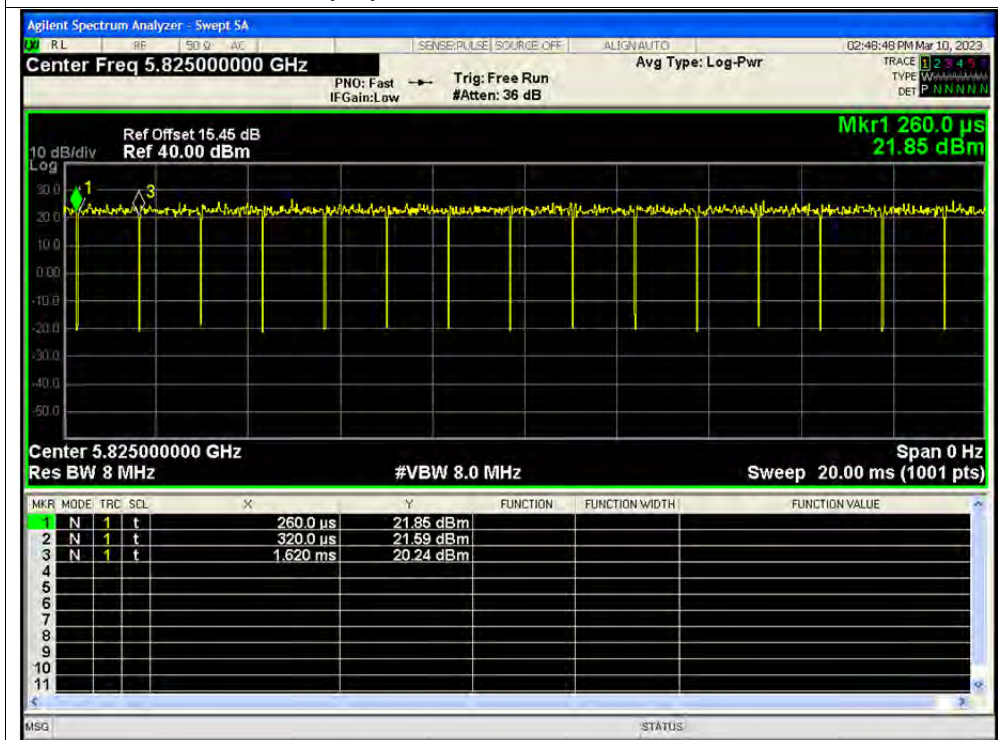 Agilent Spectrum Analyzer - Swept SA
RL RF 50 Ω AC SENSE:PULSE SOURCE OFF ALIGNAUTO 02:48:48 PM Mar 10, 2023
Center Freq 5.825000000 GHz Avg Type: Log-Pwr TRACE 1 2 3 4 5
PNO: Fast Trig: Free Run TYPE W
IFGain:Low #Atten: 36 dB DET P N N N N N
Mkr1 260.0 µs
Ref Offset 15.45 dB
10 dB/div Ref 40.00 dBm 21.85 dBm
Log
30.0 1 3
20.0
10.0
0.00
-10.0
-20.0
-30.0
-40.0
-50.0
Center 5.825000000 GHz Span 0 Hz
Res BW 8 MHz #VBW 8.0 MHz Sweep 20.00 ms (1001 pts)
MKR MODE TRC SCL X Y FUNCTION FUNCTION WIDTH FUNCTION VALUE
1 N 1 t 260.0 µs 21.85 dBm
2 N 1 t 320.0 µs 21.59 dBm
3 N 1 t 1.620 ms 20.24 dBm
4
5
6
7
8
9
10
11
MSG STATUS